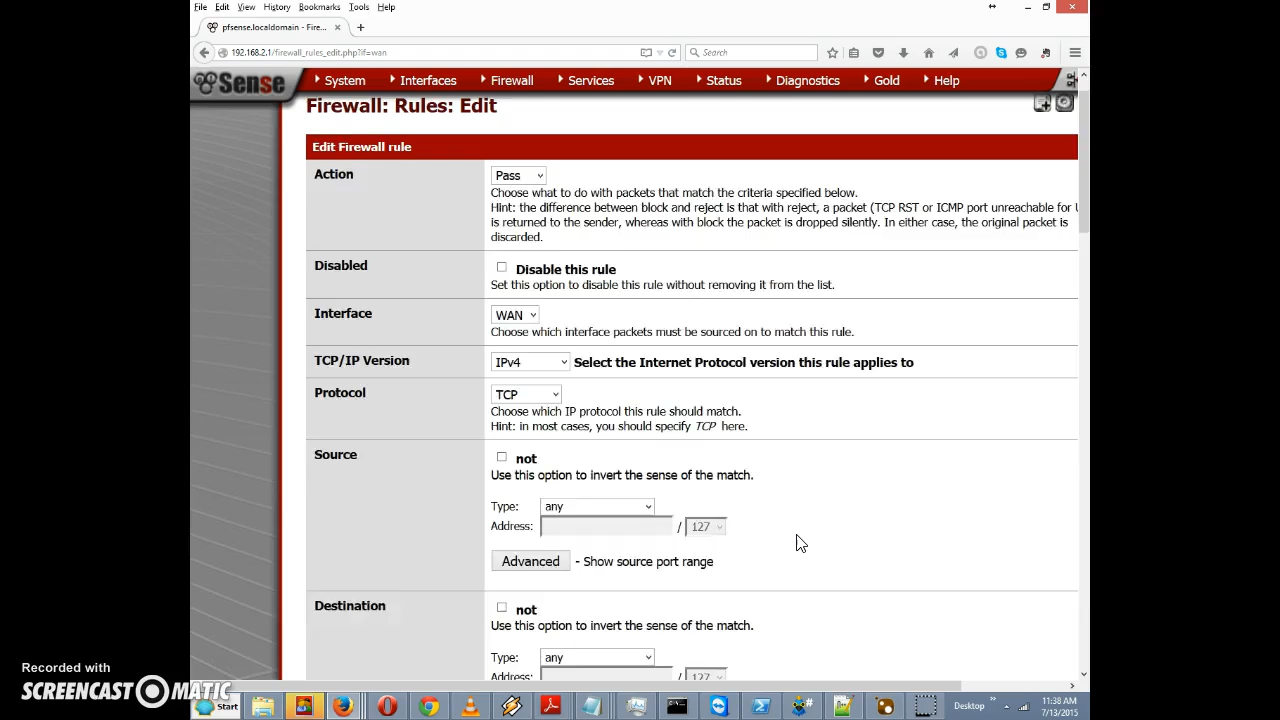 File Edit View History Bookmarks Tools Help
pfsense.localdomain - Fire...
192.168.2.1/firewall_rules_edit.php?if=wan
Search
Sense
System Interfaces Firewall Services VPN Status Diagnostics Gold Help
Firewall: Rules: Edit
Edit Firewall rule
Action
Pass
Choose what to do with packets that match the criteria specified below.
Hint: the difference between block and reject is that with reject, a packet (TCP RST or ICMP port unreachable for U
is returned to the sender, whereas with block the packet is dropped silently. In either case, the original packet is
discarded.
Disabled
Disable this rule
Set this option to disable this rule without removing it from the list.
Interface
WAN
Choose which interface packets must be sourced on to match this rule.
TCP/IP Version
IPv4 Select the Internet Protocol version this rule applies to
Protocol
TCP
Choose which IP protocol this rule should match.
Hint: in most cases, you should specify TCP here.
Source
not
Use this option to invert the sense of the match.
Type: any
Address: / 127
Advanced - Show source port range
Destination
not
Use this option to invert the sense of the match.
Type: any
Address: / 127
Recorded with
SCREENCAST-O-MATIC
Start
Desktop
11:38 AM
7/13/2015